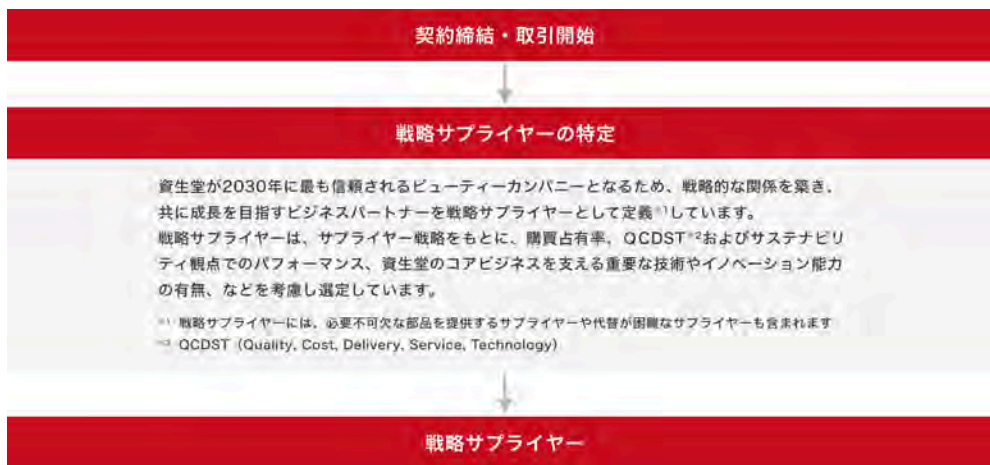 契約締結・取引開始
戦略サプライヤーの特定
資生堂が2030年に最も信頼されるビューティーカンパニーとなるため、戦略的な関係を築き、
共に成長を目指すビジネスパートナーを戦略サプライヤーとして定義※1しています。
戦略サプライヤーは、サプライヤー戦略をもとに、購買占有率、QCDST※2およびサステナビリ
ティ観点でのパフォーマンス、資生堂のコアビジネスを支える重要な技術やイノベーション能力
の有無、などを考慮し選定しています。
※1 戦略サプライヤーには、必要不可欠な部品を提供するサプライヤーや代替が困難なサプライヤーも含まれます
※2 QCDST（Quality, Cost, Delivery, Service, Technology）
戦略サプライヤー